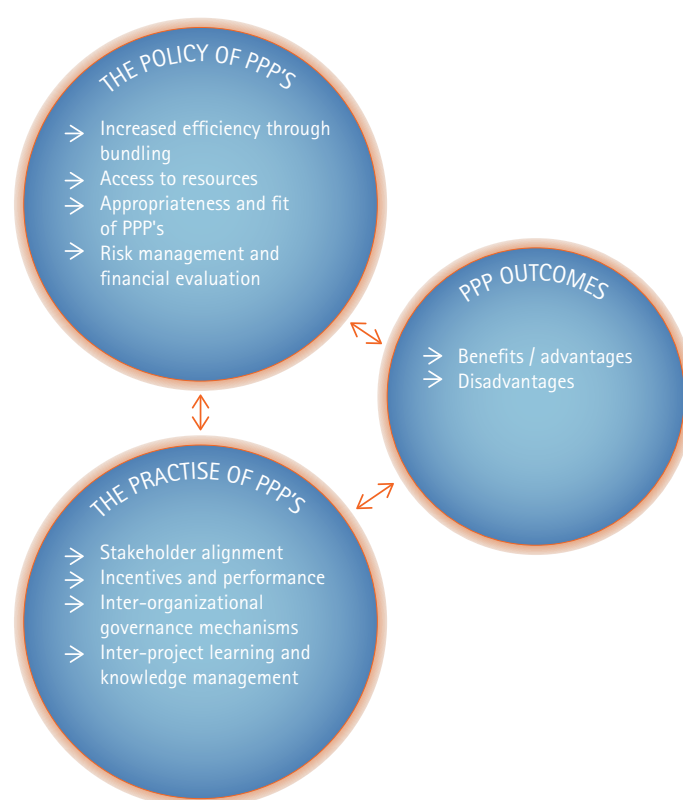 THE POLICY OF PPP'S
→ Increased efficiency through
bundling
→ Access to resources
→ Appropriateness and fit
of PPP's
→ Risk management and
financial evaluation
PPP OUTCOMES
→ Benefits / advantages
→ Disadvantages
THE PRACTISE OF PPP'S
→ Stakeholder alignment
→ Incentives and performance
→ Inter-organizational
governance mechanisms
→ Inter-project learning and
knowledge management